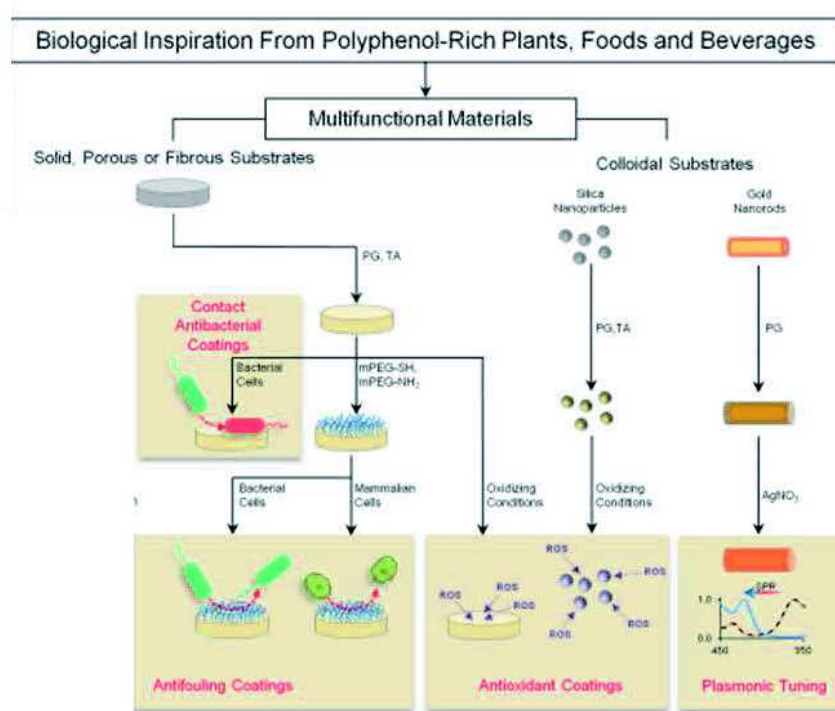 Biological Inspiration From Polyphenol-Rich Plants, Foods and Beverages
Multifunctional Materials
Solid, Porous or Fibrous Substrates
Colloidal Substrates
Silica
Nanoparticles
Gold
Nanorods
PG, TA
PG,TA
PG
Contact
Antibacterial
Coatings
Bacterial
Cells
mPEG-SH,
mPEG-NH₂
Bacterial
Cells
Mammalian
Cells
Oxidizing
Conditions
Oxidizing
Conditions
AgNO₃
ROS
ROS
ROS
ROS
ROS
ROS
ROS
ROS
SPR
1.0
0.0
450
950
Antifouling Coatings
Antioxidant Coatings
Plasmonic Tuning